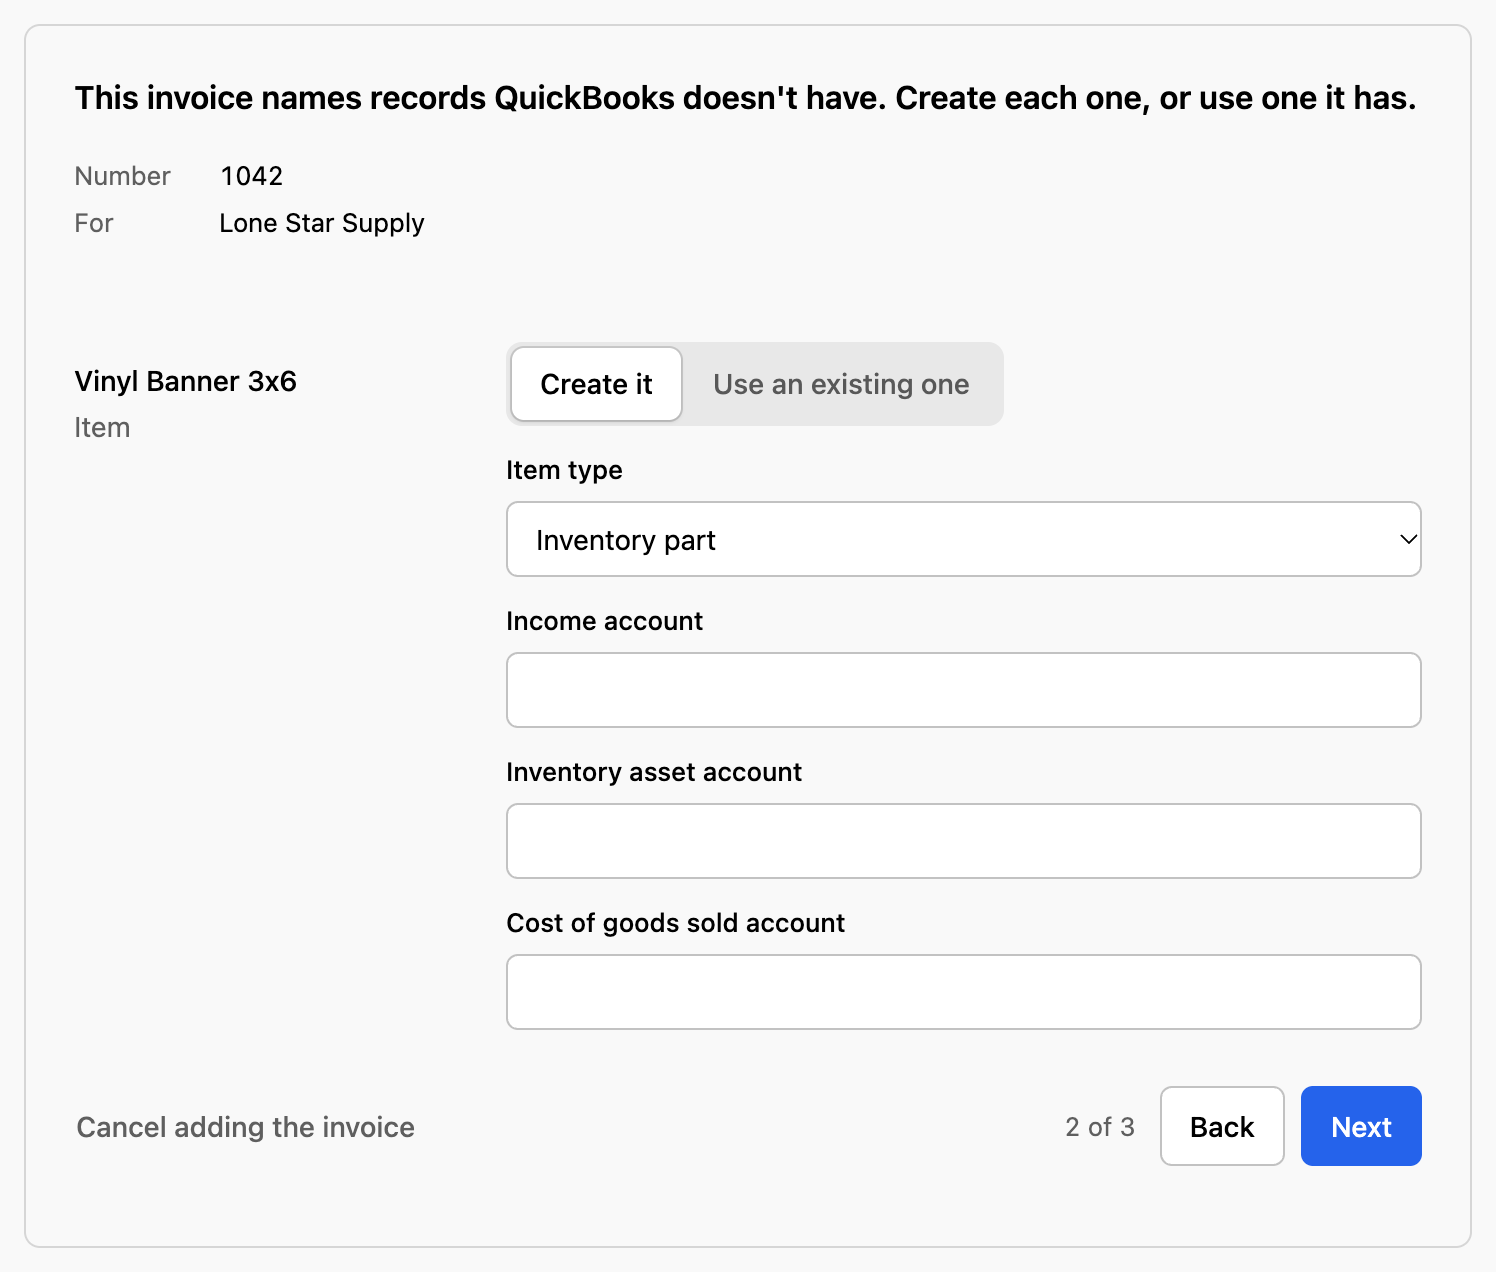 This invoice names records QuickBooks doesn't have. Create each one, or use one it has.
Number 1042
For Lone Star Supply
Vinyl Banner 3x6
Item
Create it Use an existing one
Item type
Inventory part
Income account
Inventory asset account
Cost of goods sold account
Cancel adding the invoice 2 of 3 Back Next